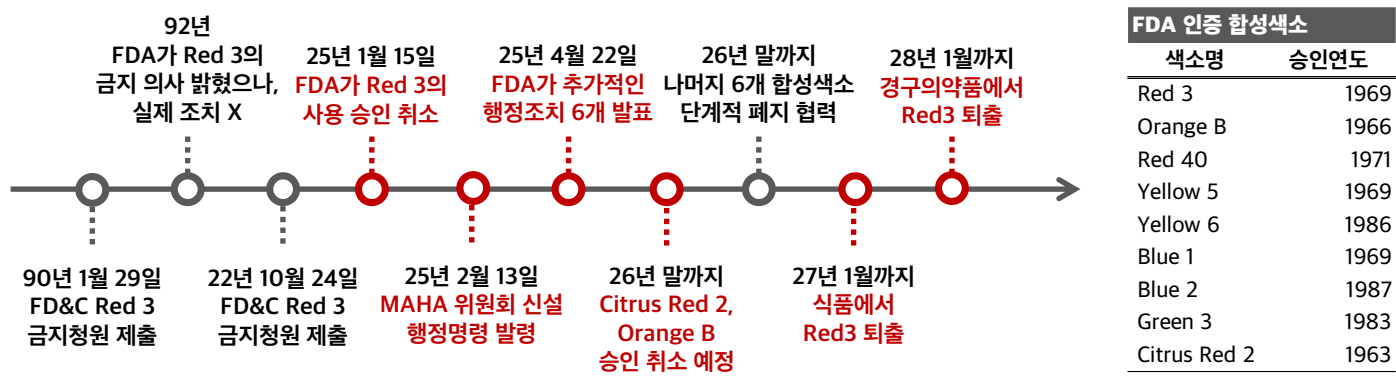 92년
FDA가 Red 3의
금지 의사 밝혔으나,
실제 조치 X
25년 1월 15일
FDA가 Red 3의
사용 승인 취소
25년 4월 22일
FDA가 추가적인
행정조치 6개 발표
26년 말까지
나머지 6개 합성색소
단계적 폐지 협력
28년 1월까지
경구의약품에서
Red3 퇴출
90년 1월 29일
FD&C Red 3
금지청원 제출
22년 10월 24일
FD&C Red 3
금지청원 제출
25년 2월 13일
MAHA 위원회 신설
행정명령 발령
26년 말까지
Citrus Red 2,
Orange B
승인 취소 예정
27년 1월까지
식품에서
Red3 퇴출
FDA 인증 합성색소
색소명 승인연도
Red 3 1969
Orange B 1966
Red 40 1971
Yellow 5 1969
Yellow 6 1986
Blue 1 1969
Blue 2 1987
Green 3 1983
Citrus Red 2 1963